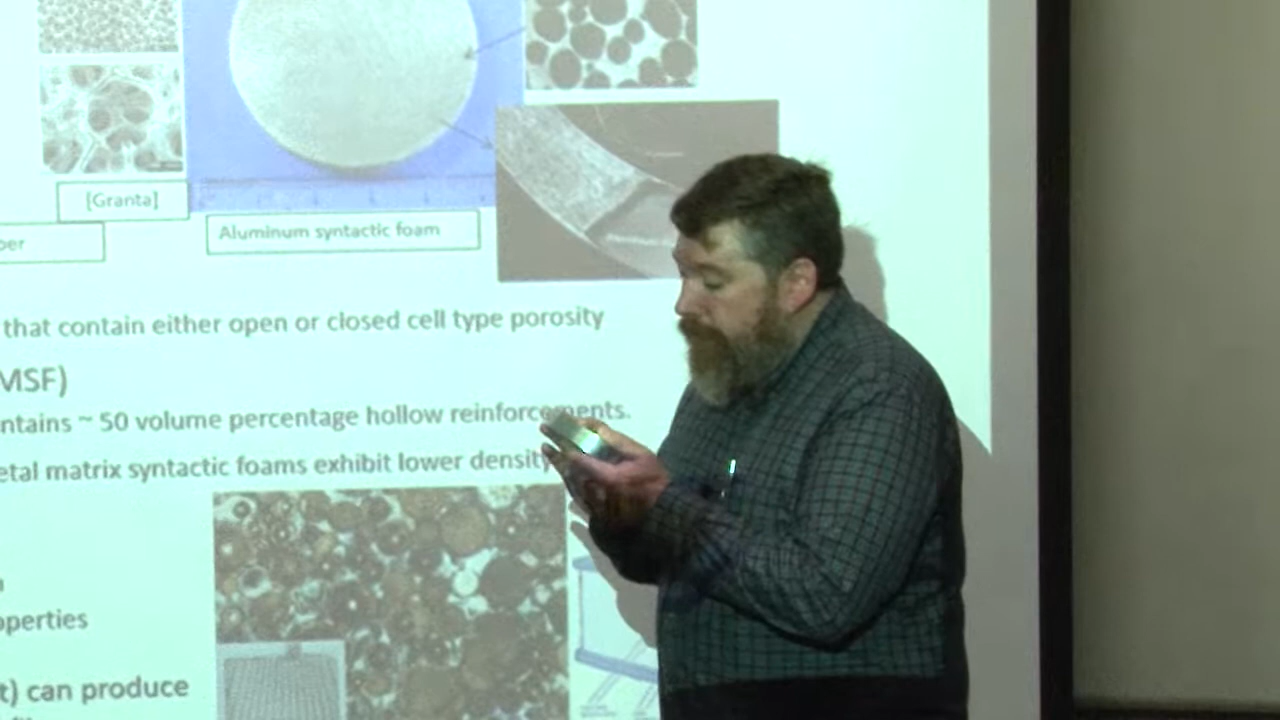 [Granta]
Aluminum syntactic foam
ber
that contain either open or closed cell type porosity
MSF)
ntains ~ 50 volume percentage hollow reinforcements.
etal matrix syntactic foams exhibit lower density
operties
t) can produce